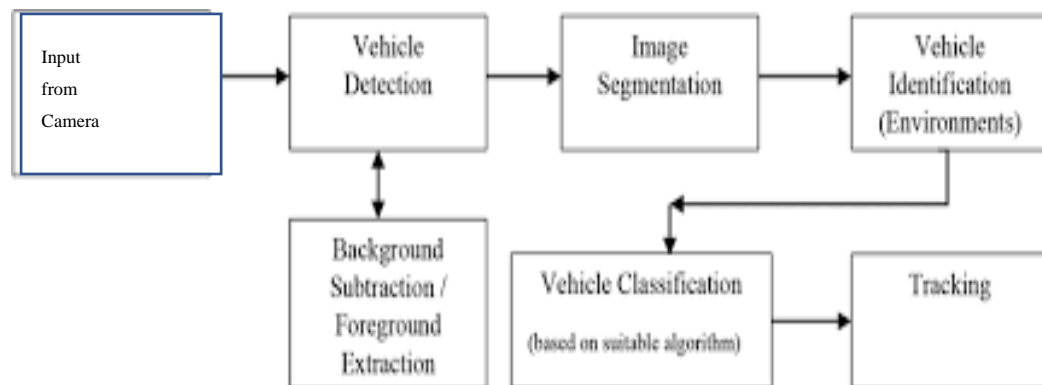 Input
from
Camera
Vehicle
Detection
Image
Segmentation
Vehicle
Identification
(Environments)
Background
Subtraction /
Foreground
Extraction
Vehicle Classification
(based on suitable algorithm)
Tracking